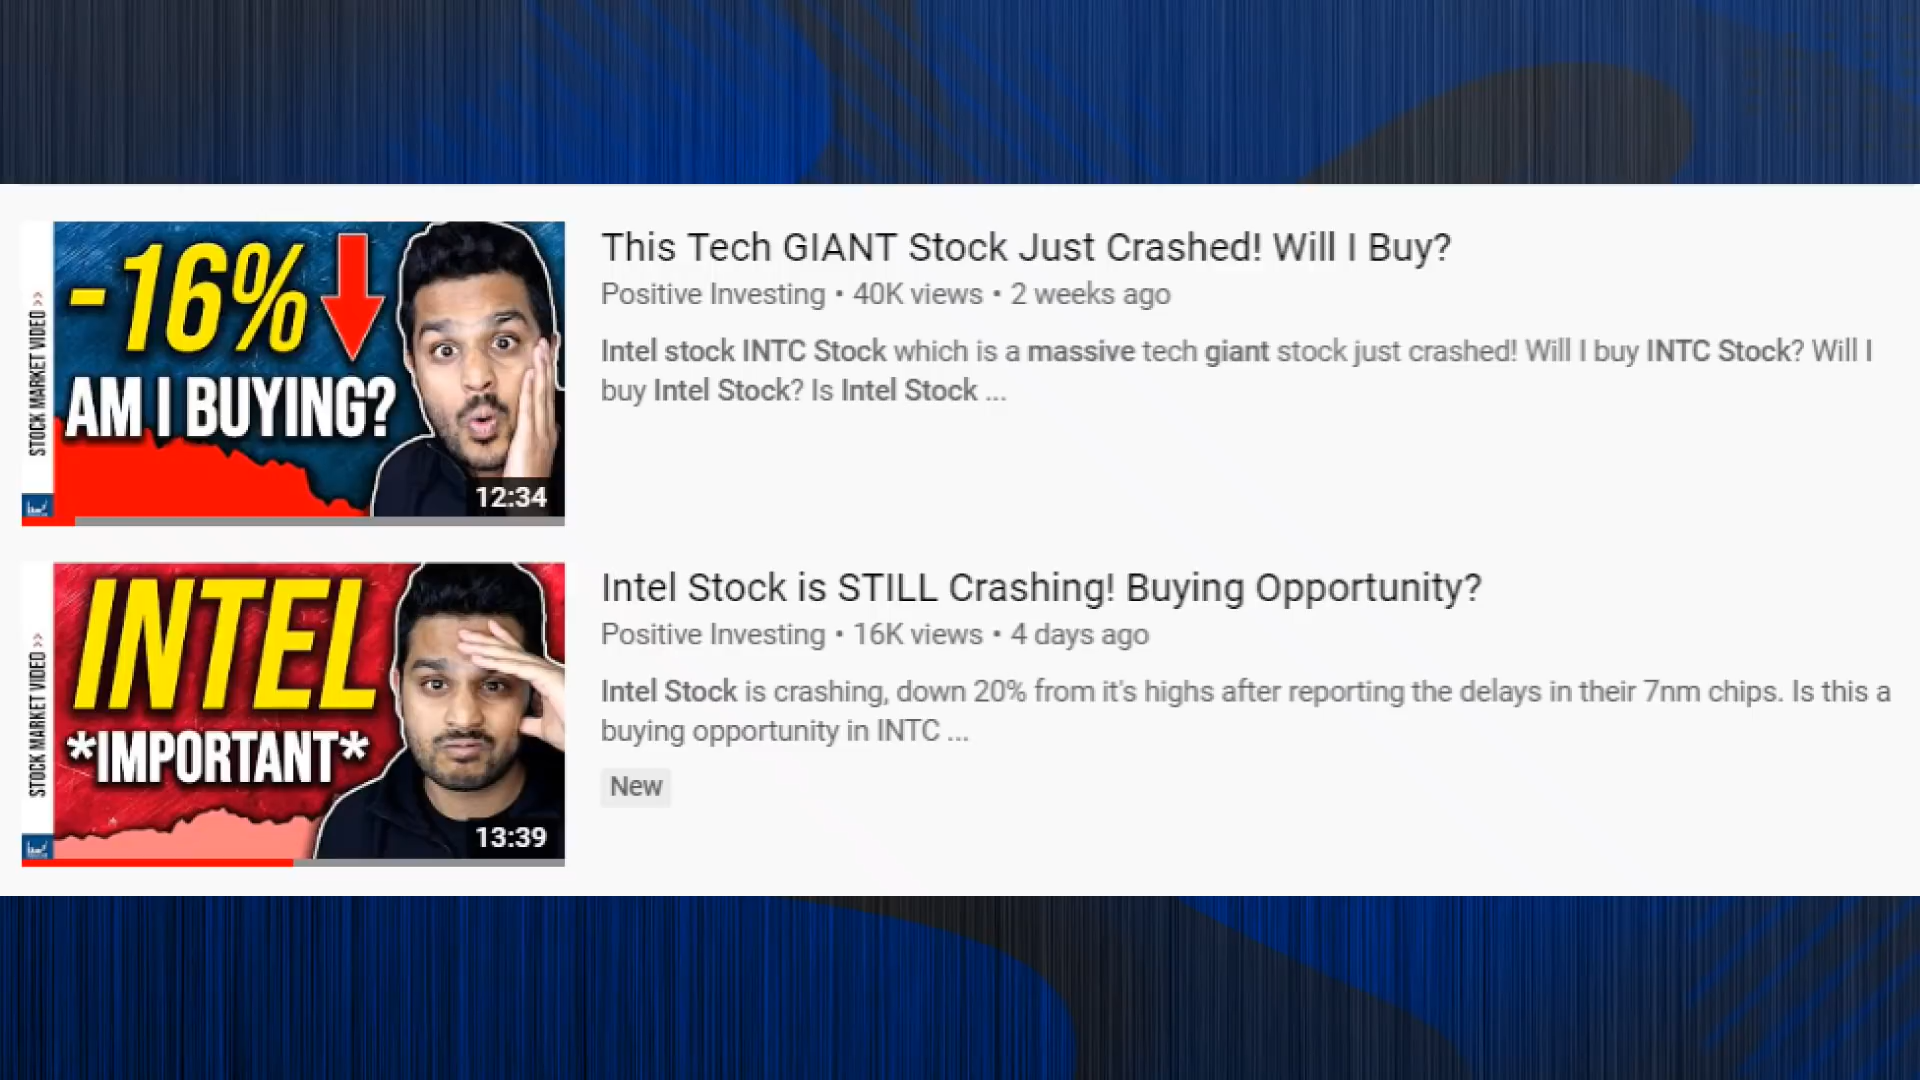 -16%
AM I BUYING?
STOCK MARKET VIDEO >>
12:34
This Tech GIANT Stock Just Crashed! Will I Buy?
Positive Investing • 40K views • 2 weeks ago
Intel stock INTC Stock which is a massive tech giant stock just crashed! Will I buy INTC Stock? Will I
buy Intel Stock? Is Intel Stock ...
INTEL
*IMPORTANT*
STOCK MARKET VIDEO >>
13:39
Intel Stock is STILL Crashing! Buying Opportunity?
Positive Investing • 16K views • 4 days ago
Intel Stock is crashing, down 20% from it's highs after reporting the delays in their 7nm chips. Is this a
buying opportunity in INTC ...
New